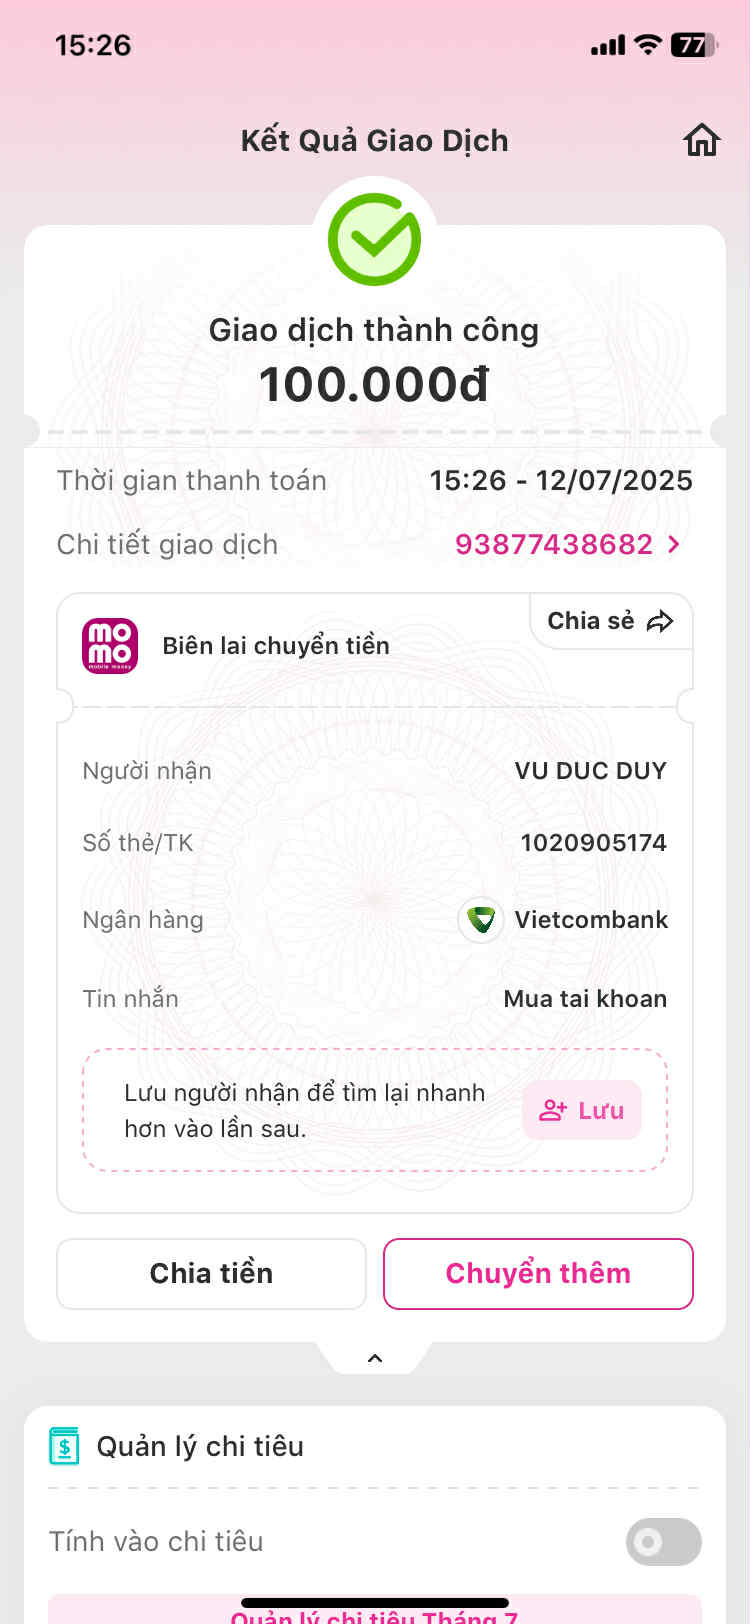 15:26
77
Kết Quả Giao Dịch
Giao dịch thành công
100.000đ
Thời gian thanh toán 15:26 - 12/07/2025
Chi tiết giao dịch 93877438682
Chia sẻ
mo
mo
mobile money
Biên lai chuyển tiền
Người nhận VU DUC DUY
Số thẻ/TK 1020905174
Ngân hàng Vietcombank
Tin nhắn Mua tai khoan
Lưu người nhận để tìm lại nhanh
hơn vào lần sau.
Lưu
Chia tiền Chuyển thêm
$
Quản lý chi tiêu
Tính vào chi tiêu
Quản lý chi tiêu Tháng 7